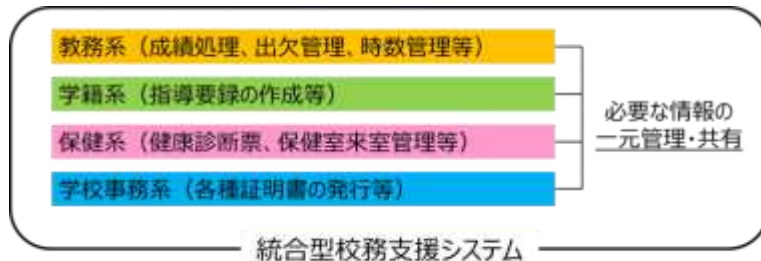 教務系（成績処理、出欠管理、時数管理等）
学籍系（指導要録の作成等）
保健系（健康診断票、保健室来室管理等）
学校事務系（各種証明書の発行等）
必要な情報の
一元管理・共有
統合型校務支援システム